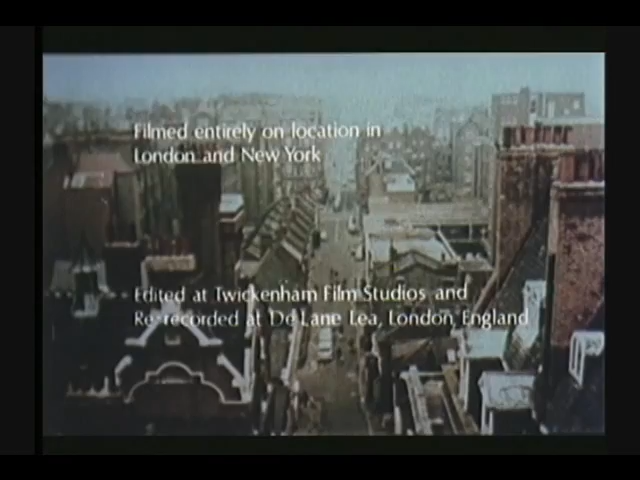 Filmed entirely on location in
London and New York
Edited at Twickenham Film Studios and
Re-recorded at De Lane Lea, London, England